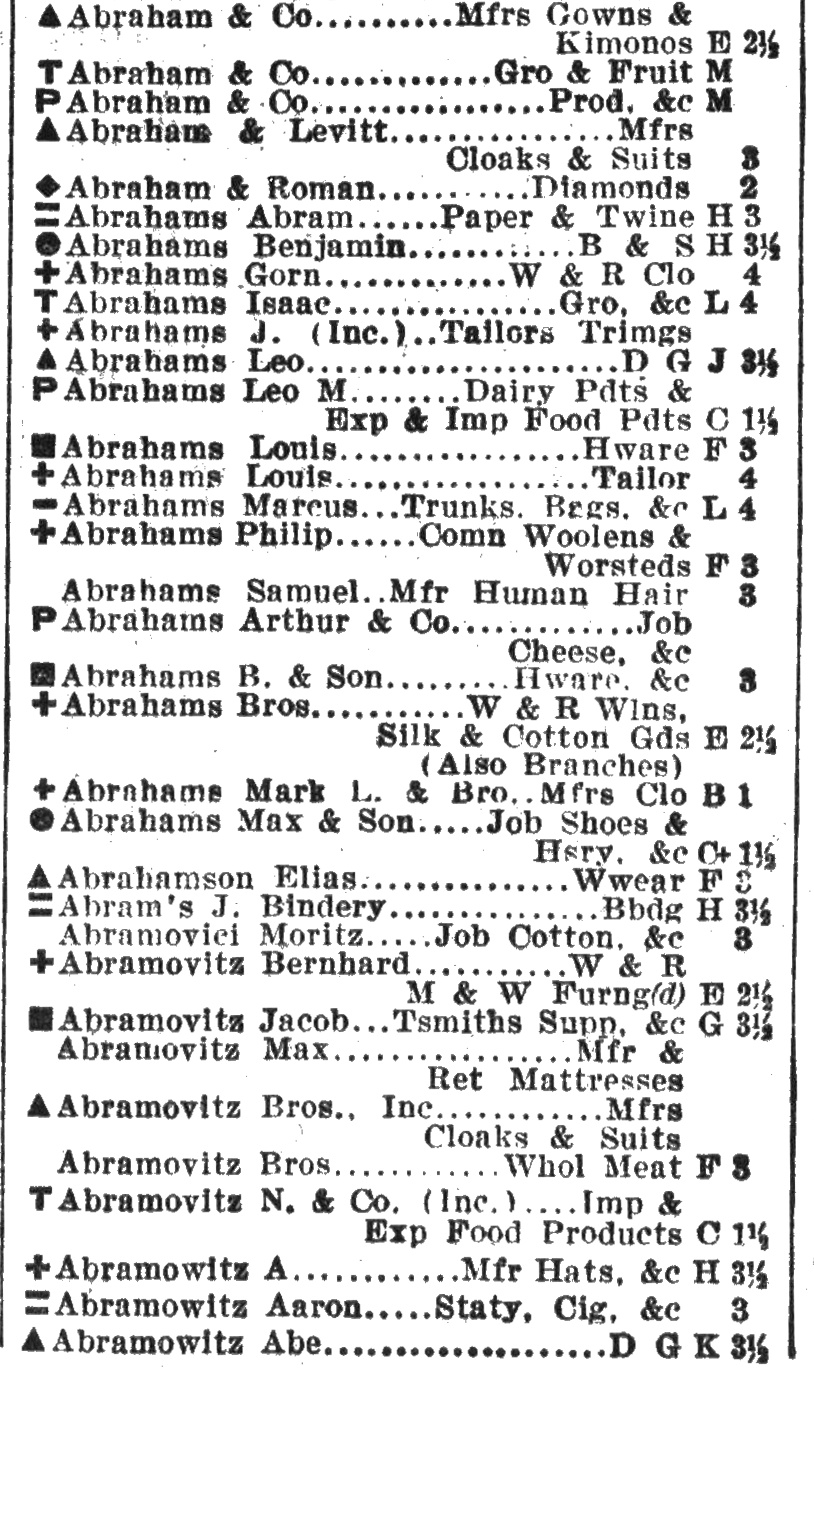 ▲Abraham & Co..........Mfrs Gowns &
Kimonos E 2½
TAbraham & Co.............Gro & Fruit M
PAbraham & Co.................Prod, &c M
▲Abraham & Levitt................Mfrs
Cloaks & Suits 3
◆Abraham & Roman...........Diamonds 2
=Abrahams Abram......Paper & Twine H 3
●Abrahams Benjamin............B & S H 3½
+Abrahams Gorn.............W & R Clo 4
TAbrahams Isaac................Gro, &c L 4
+Abrahams J. (Inc.)..Tailors Trimgs
▲Abrahams Leo......................D G J 3½
PAbrahams Leo M........Dairy Pdts &
Exp & Imp Food Pdts C 1½
■Abrahams Louis.................Hware F 3
+Abrahams Louis..................Tailor 4
-Abrahams Marcus...Trunks, Bags, &c L 4
+Abrahams Philip......Comn Woolens &
Worsteds F 3
Abrahams Samuel..Mfr Human Hair 3
PAbrahams Arthur & Co.............Job
Cheese, &c
■Abrahams B. & Son.........Hware, &c 3
+Abrahams Bros...........W & R Wlns,
Silk & Cotton Gds E 2½
(Also Branches)
+Abrahams Mark L. & Bro..Mfrs Clo B 1
●Abrahams Max & Son.....Job Shoes &
Hsry, &c C+ 1½
▲Abrahamson Elias...............Wwear F
=Abram's J. Bindery...............Bbdg H 3½
Abramovici Moritz.....Job Cotton, &c 3
+Abramovitz Bernhard...........W & R
M & W Furng(d) E 2½
■Abramovitz Jacob...Tsmiths Supp, &c G 3½
Abramovitz Max.................Mfr &
Ret Mattresses
▲Abramovitz Bros., Inc............Mfrs
Cloaks & Suits
Abramovitz Bros............Whol Meat F 3
TAbramovitz N. & Co. (Inc.)....Imp &
Exp Food Products C 1½
+Abramowitz A............Mfr Hats, &c H 3½
=Abramowitz Aaron.....Staty, Cig, &c 3
▲Abramowitz Abe....................D G K 3½